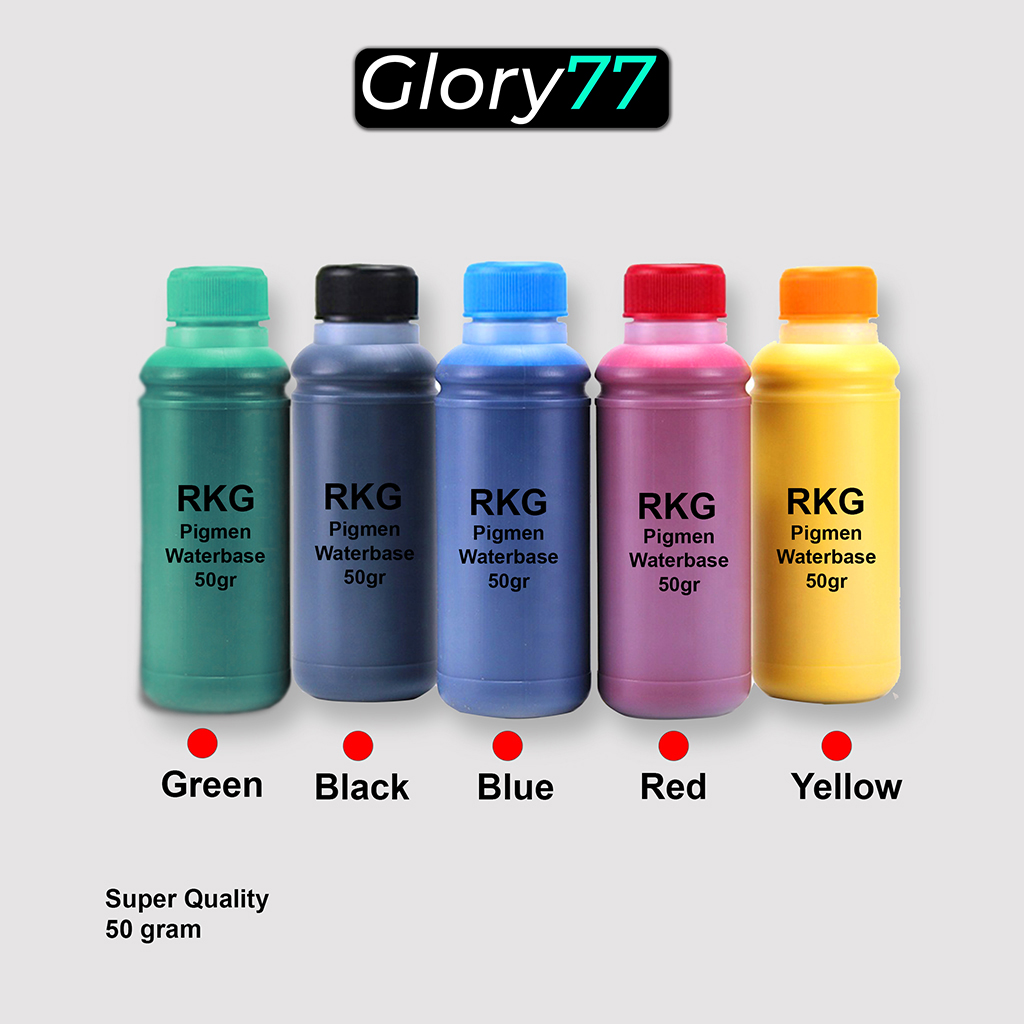 Glory77
RKG
Pigmen
Waterbase
50gr
RKG
Pigmen
Waterbase
50gr
RKG
Pigmen
Waterbase
50gr
RKG
Pigmen
Waterbase
50gr
RKG
Pigmen
Waterbase
50gr
Green
Black
Blue
Red
Yellow
Super Quality
50 gram